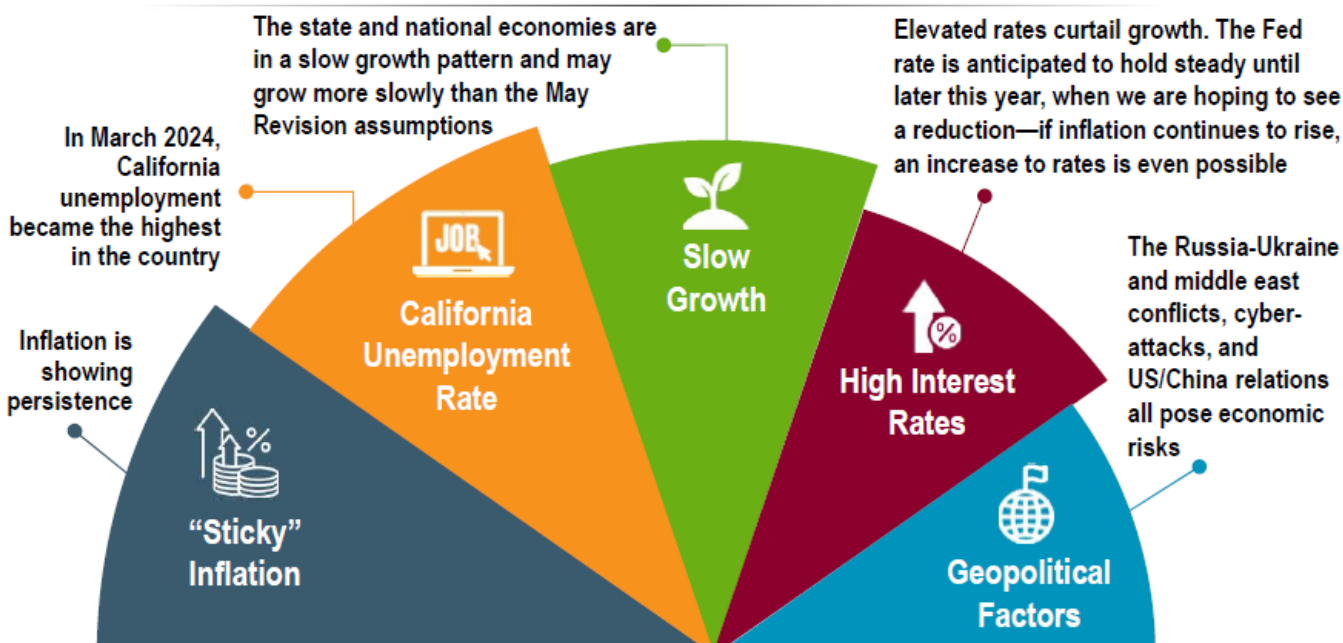 The state and national economies are
in a slow growth pattern and may
grow more slowly than the May
Revision assumptions
Elevated rates curtail growth. The Fed
rate is anticipated to hold steady until
later this year, when we are hoping to see
a reduction—if inflation continues to rise,
an increase to rates is even possible
In March 2024,
California
unemployment
became the highest
in the country
The Russia-Ukraine
and middle east
conflicts, cyber-
attacks, and
US/China relations
all pose economic
risks
Inflation is
showing
persistence
JOB
California
Unemployment
Rate
Slow
Growth
%
High Interest
Rates
%
“Sticky”
Inflation
Geopolitical
Factors